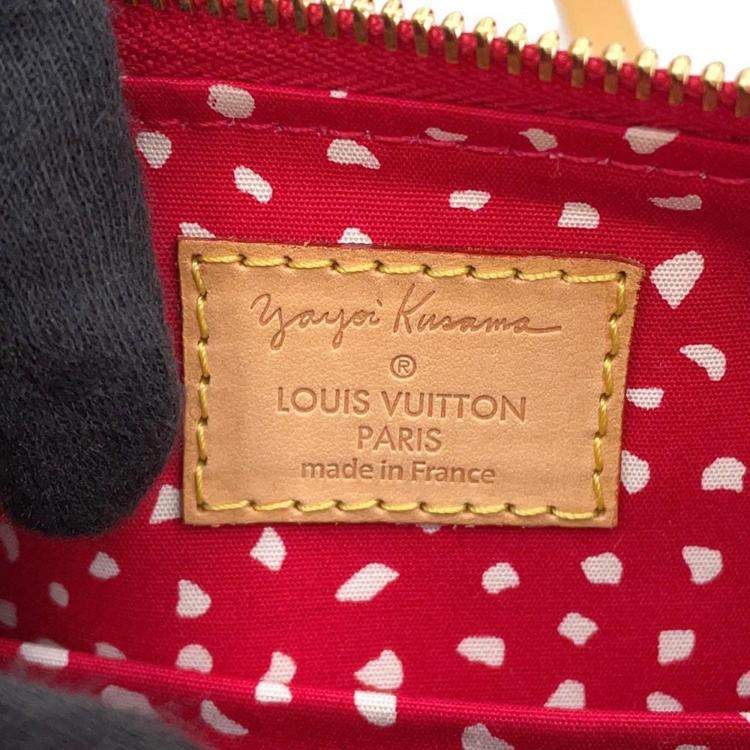 Yayoi Kusama
®
LOUIS VUITTON
PARIS
made in France